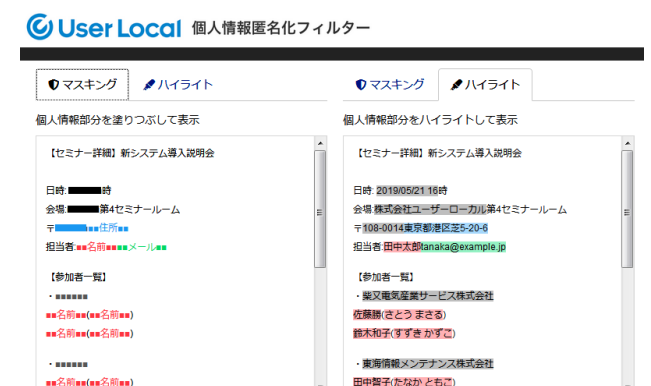 User Local 個人情報匿名化フィルター
マスキング ハイライト
個人情報部分を塗りつぶして表示
【セミナー詳細】新システム導入説明会
日時:■■■■■■時
会場:■■■■■■第4セミナールーム
〒■■■■■■■■住所■■
担当者:■■名前■■■■メール■■
【参加者一覧】
・■■■■■■
■■名前■■(■■名前■■)
■■名前■■(■■名前■■)
・■■■■■■
■■名前■■(■■名前■■)
マスキング ハイライト
個人情報部分をハイライトして表示
【セミナー詳細】新システム導入説明会
日時: 2019/05/21 16時
会場:株式会社ユーザーローカル第4セミナールーム
〒108-0014東京都港区芝5-20-6
担当者:田中太郎tanaka@example.jp
【参加者一覧】
・柴又電気産業サービス株式会社
佐藤勝(さとう まさる)
鈴木和子(すずき かずこ)
・東海情報メンテナンス株式会社
田中智子(たなか ともこ)